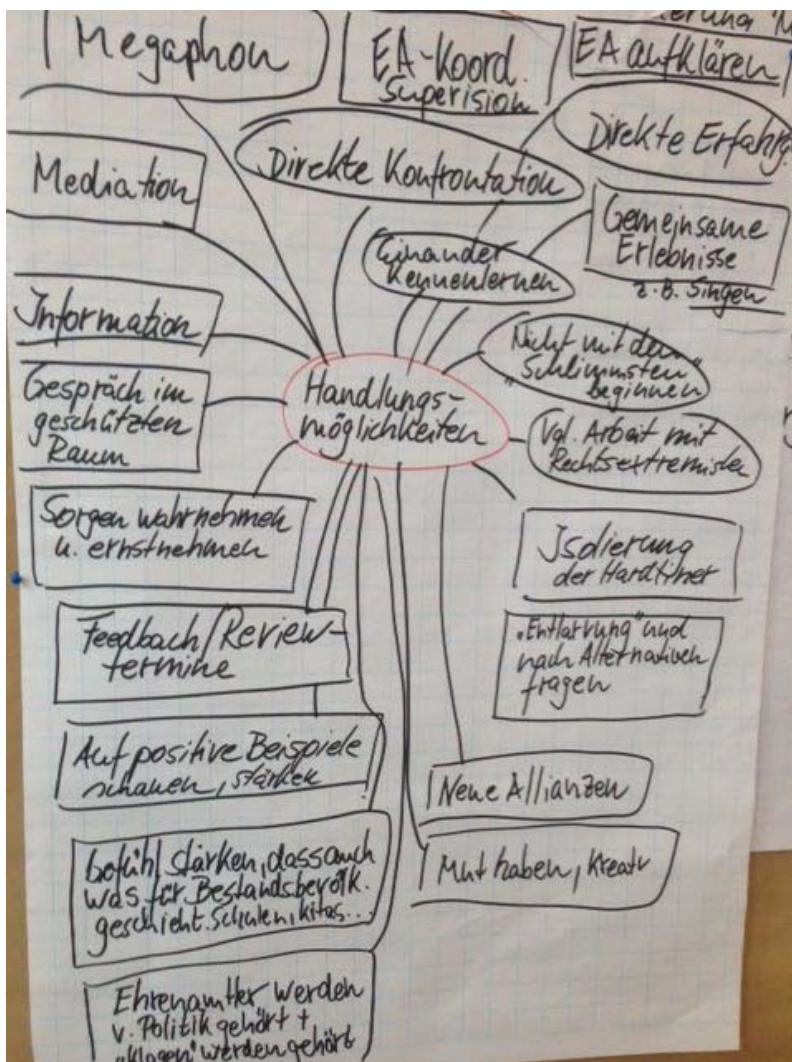 Megaphon
EA-Koord.
Superision
EA aufklären
Direkte Erfahrg.
Direkte Konfrontation
Mediation
Gemeinsame
Erlebnisse
z.B. Singen
Einander
Kennenlernen
Information
Nicht mit den
"Schlimmsten"
beginnen
Gespräch im
geschützten
Raum
Handlungs-
möglichkeiten
Vgl. Arbeit mit
Rechtsextremisten
Sorgen wahrnehmen
u. ernstnehmen
Isolierung
der Hardliner
Feedback/Review-
termine
„Entlarvung" und
nach Alternativen
fragen
Auf positive Beispiele
schauen, stärken
Neue Allianzen
Mut haben, kreativ
Gefühl stärken, dass auch
was für Bestandsbevölk.
geschieht. Schulen, Kitas...
Ehrenamtler werden
v. Politik gehört +
"Klagen" werden gehört